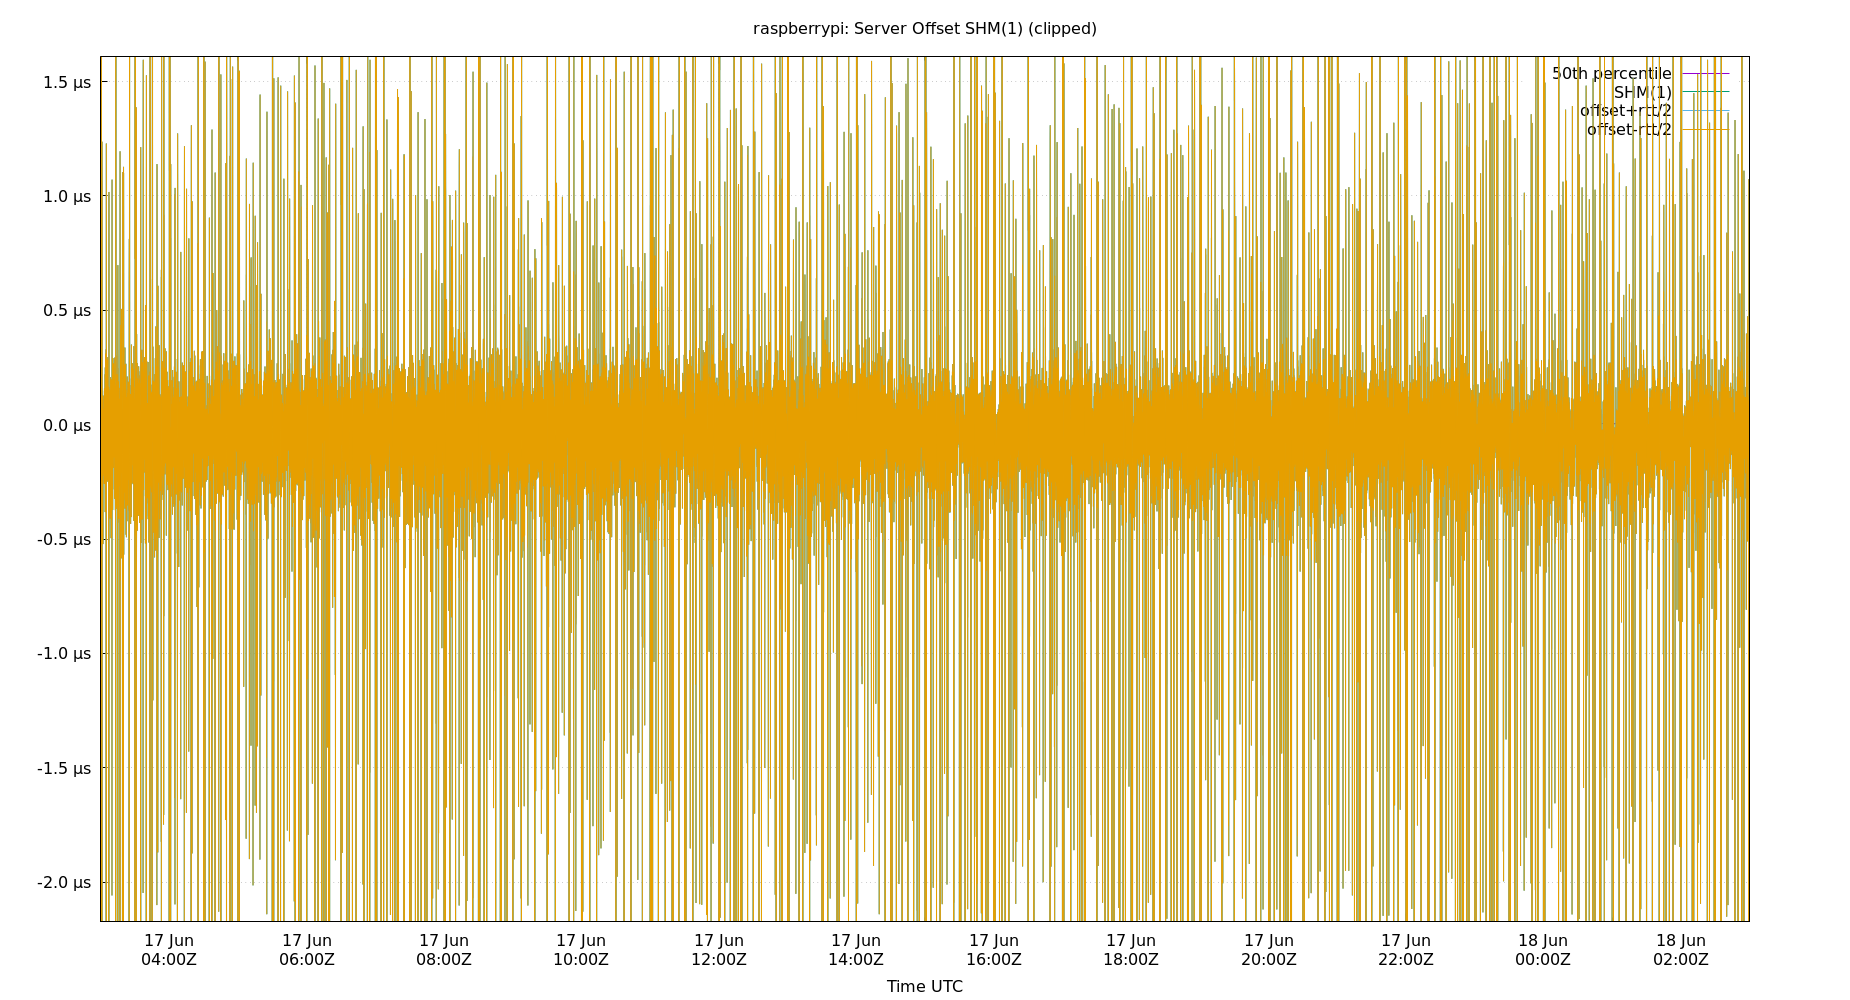 raspberrypi: Server Offset SHM(1) (clipped)
1.5 µs
1.0 µs
0.5 µs
0.0 µs
-0.5 µs
-1.0 µs
-1.5 µs
-2.0 µs
50th percentile
SHM(1)
offset+rtt/2
offset-rtt/2
17 Jun 17 Jun 17 Jun 17 Jun 17 Jun 17 Jun 17 Jun 17 Jun 17 Jun 17 Jun 18 Jun 18 Jun
04:00Z 06:00Z 08:00Z 10:00Z 12:00Z 14:00Z 16:00Z 18:00Z 20:00Z 22:00Z 00:00Z 02:00Z
Time UTC